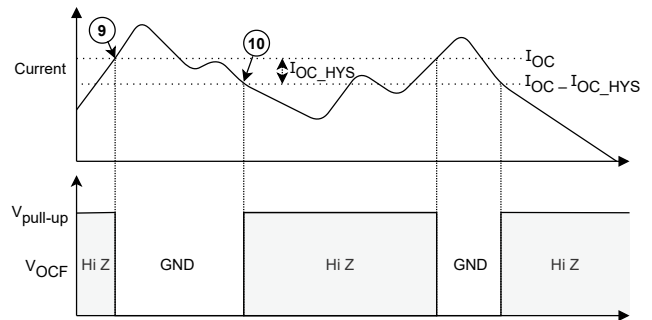 9
10
I_OC_HYS
I_OC
Current
I_OC – I_OC_HYS
V_pull-up
V_OCF
Hi Z
GND
Hi Z
GND
Hi Z